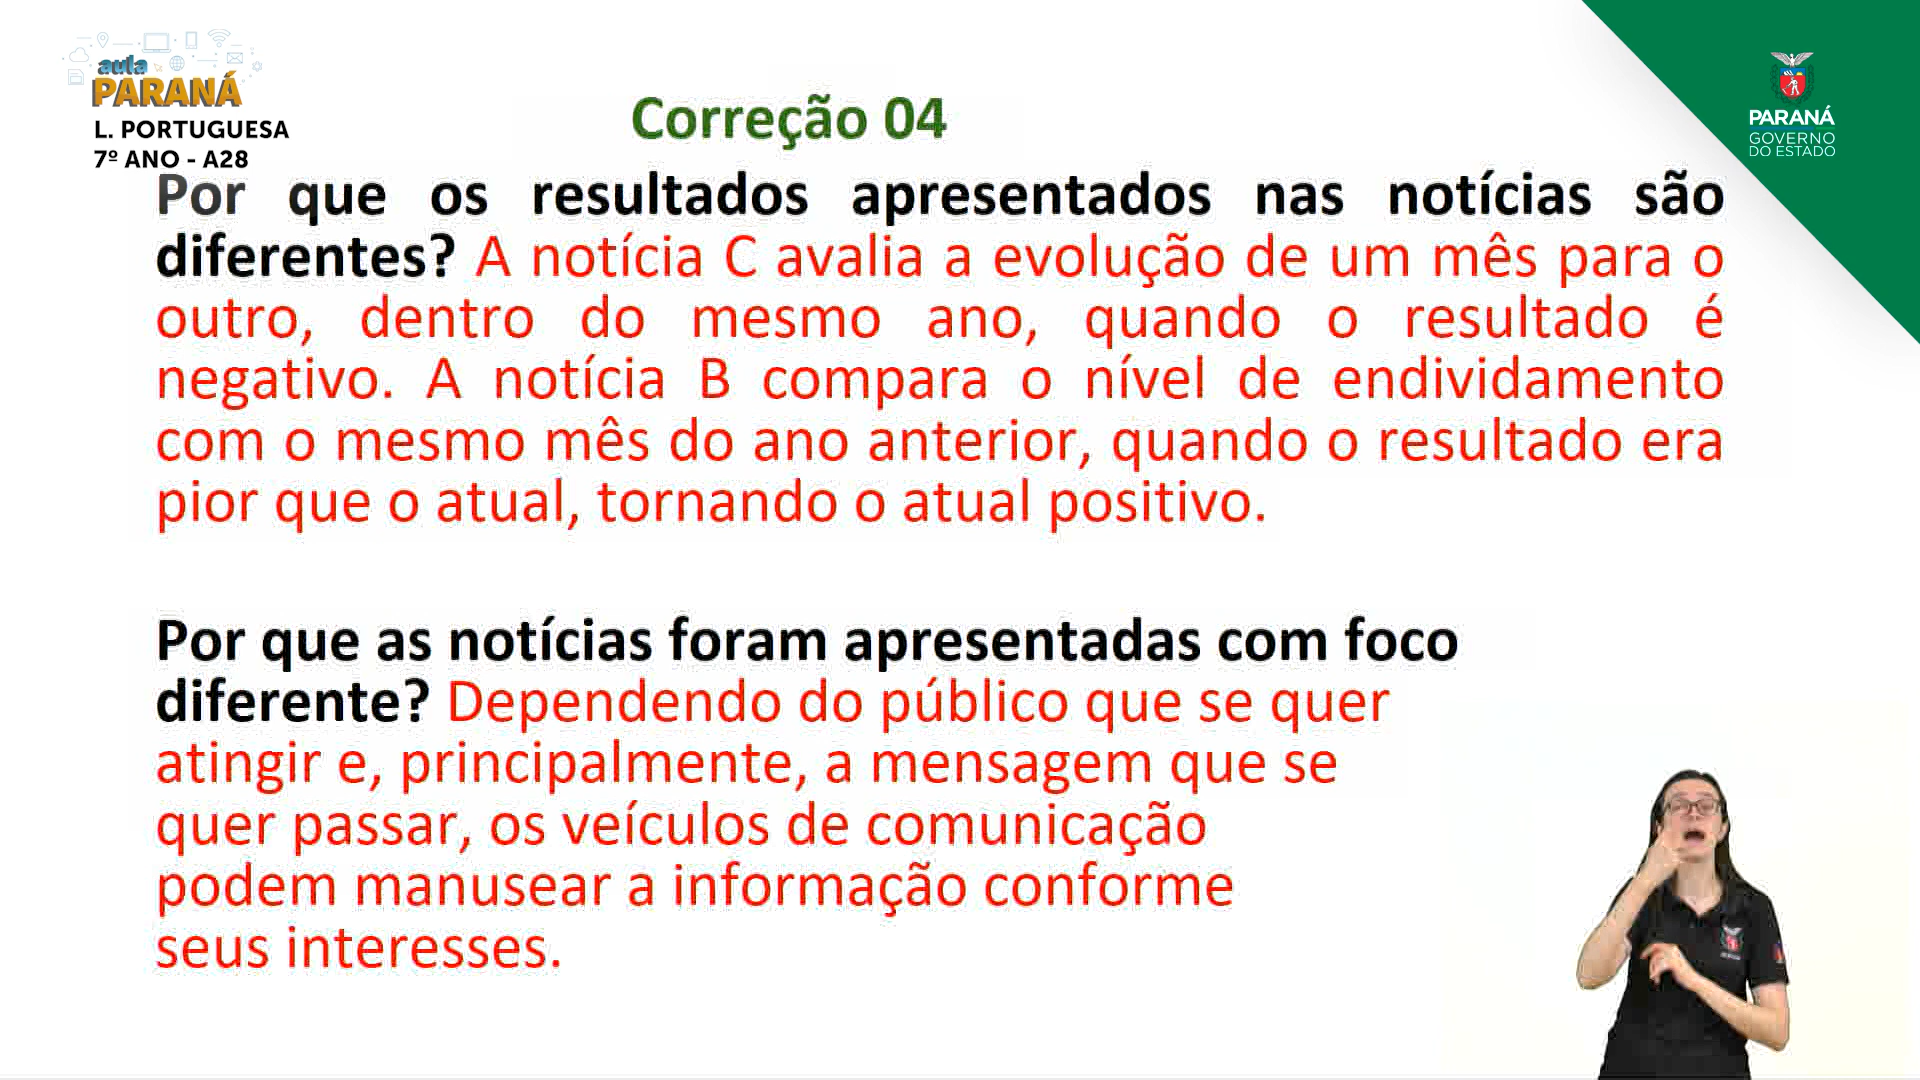 aula
PARANÁ
L. PORTUGUESA
7º ANO - A28
PARANÁ
GOVERNO
DO ESTADO
Correção 04
Por que os resultados apresentados nas notícias são
diferentes? A notícia C avalia a evolução de um mês para o
outro, dentro do mesmo ano, quando o resultado é
negativo. A notícia B compara o nível de endividamento
com o mesmo mês do ano anterior, quando o resultado era
pior que o atual, tornando o atual positivo.
Por que as notícias foram apresentadas com foco
diferente? Dependendo do público que se quer
atingir e, principalmente, a mensagem que se
quer passar, os veículos de comunicação
podem manusear a informação conforme
seus interesses.